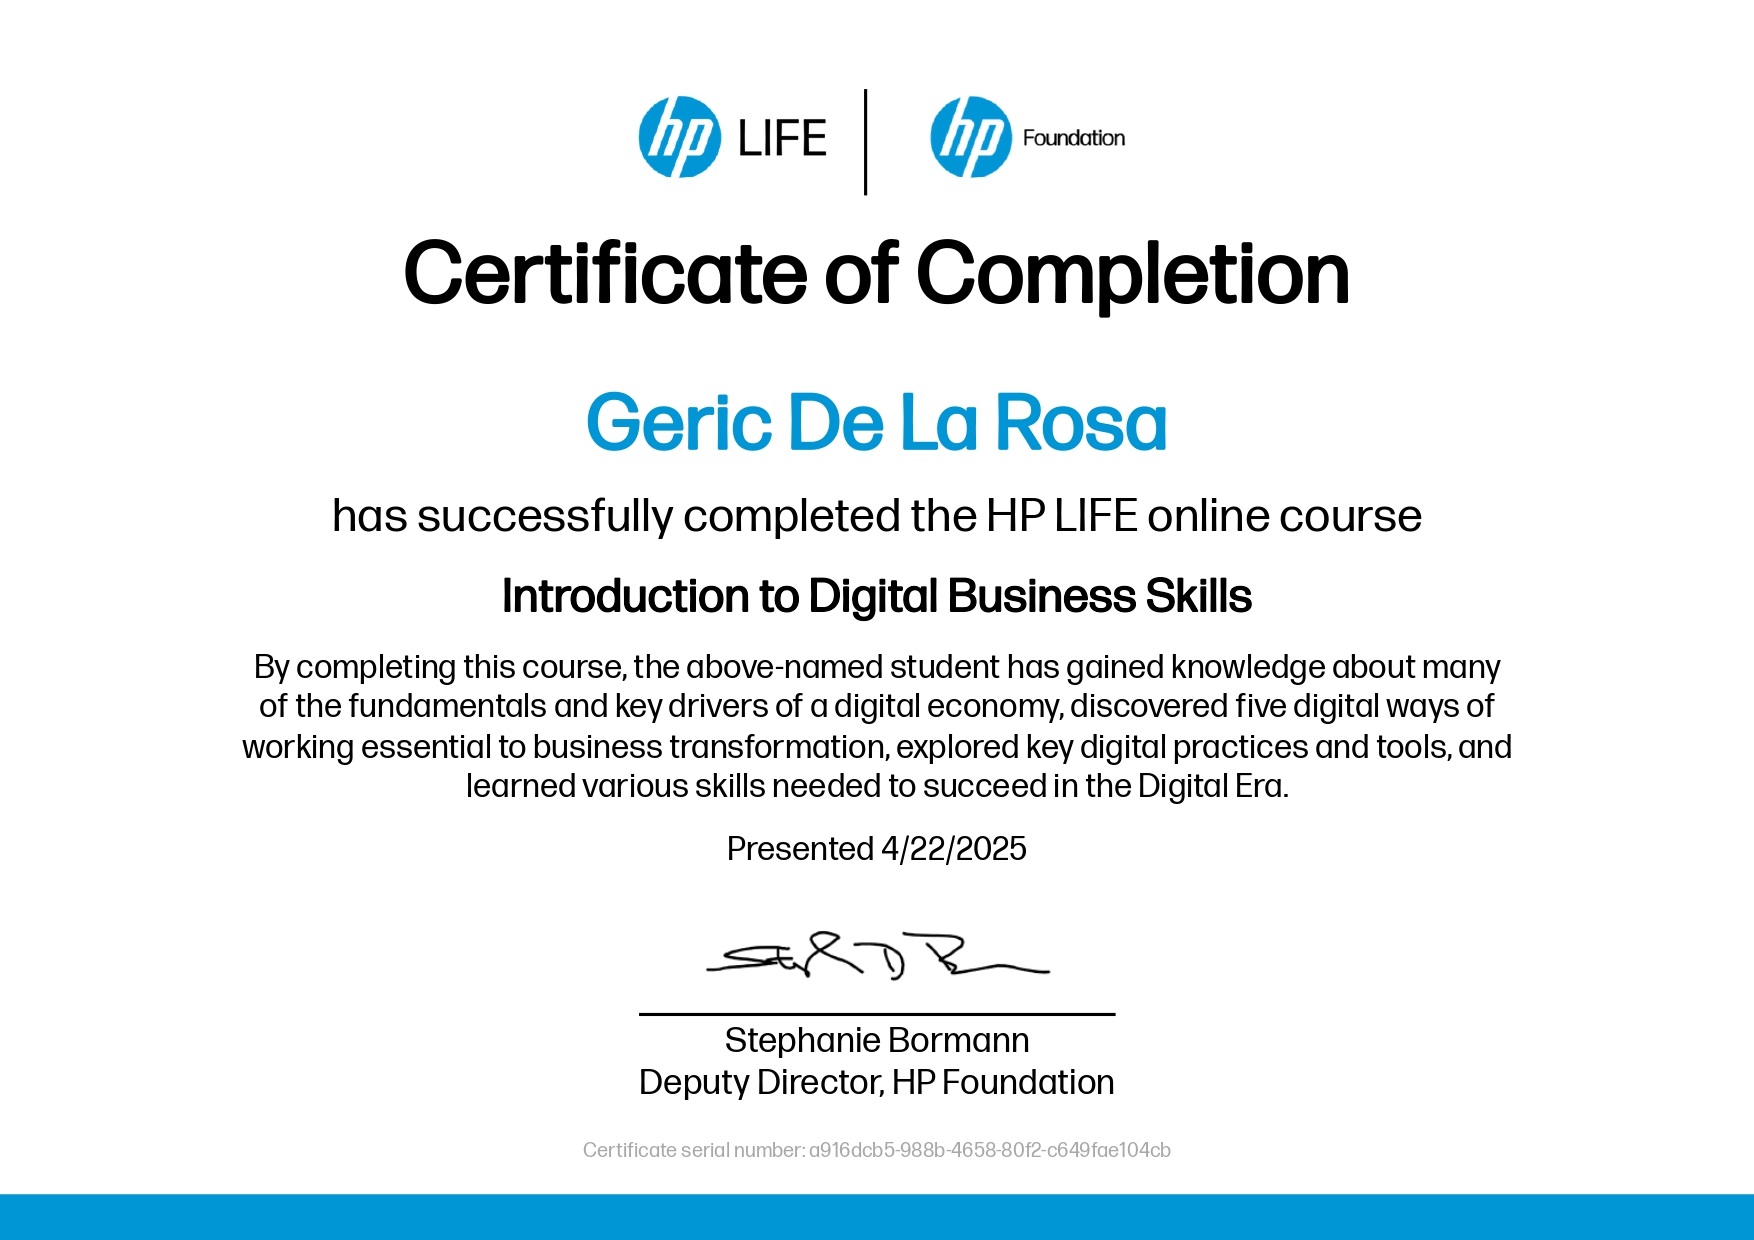 hp LIFE | hp Foundation
Certificate of Completion
Geric De La Rosa
has successfully completed the HP LIFE online course
Introduction to Digital Business Skills
By completing this course, the above-named student has gained knowledge about many
of the fundamentals and key drivers of a digital economy, discovered five digital ways of
working essential to business transformation, explored key digital practices and tools, and
learned various skills needed to succeed in the Digital Era.
Presented 4/22/2025
Stephanie Bormann
Deputy Director, HP Foundation
Certificate serial number: a916dcb5-988b-4658-80f2-c649fae104cb